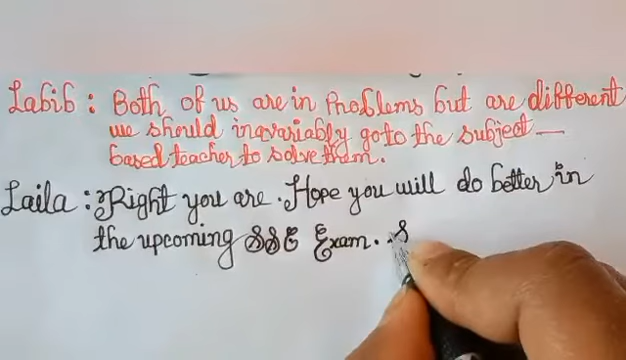 Labib : Both of us are in Problems but are different
we should inavariably go to the subject —
based teacher to solve them.
Laila : Right you are . Hope you will do better in
the upcoming SSC Exam. S